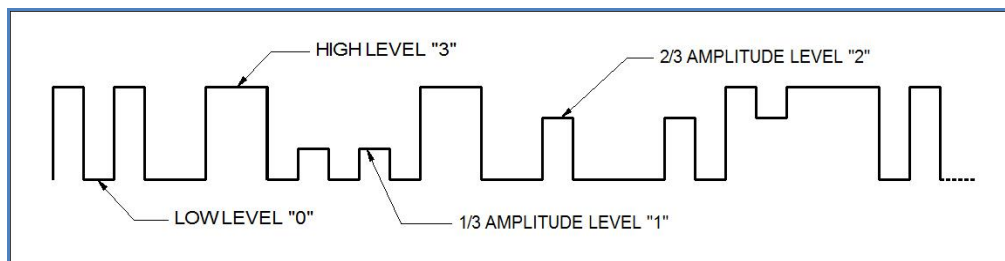 HIGH LEVEL "3"
2/3 AMPLITUDE LEVEL "2"
LOW LEVEL "0"
1/3 AMPLITUDE LEVEL "1"